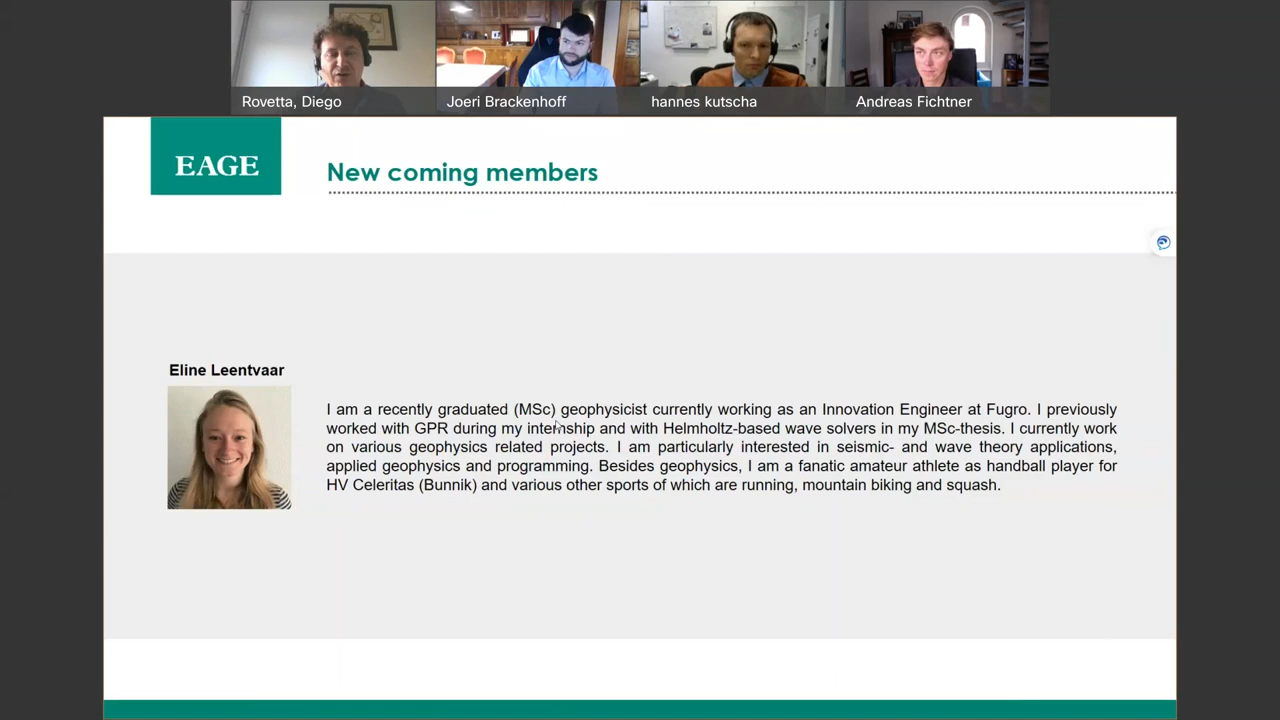 Rovetta, Diego
Joeri Brackenhoff
hannes kutscha
Andreas Fichtner
EAGE
New coming members
Eline Leentvaar
I am a recently graduated (MSc) geophysicist currently working as an Innovation Engineer at Fugro. I previously
worked with GPR during my internship and with Helmholtz-based wave solvers in my MSc-thesis. I currently work
on various geophysics related projects. I am particularly interested in seismic- and wave theory applications,
applied geophysics and programming. Besides geophysics, I am a fanatic amateur athlete as handball player for
HV Celeritas (Bunnik) and various other sports of which are running, mountain biking and squash.